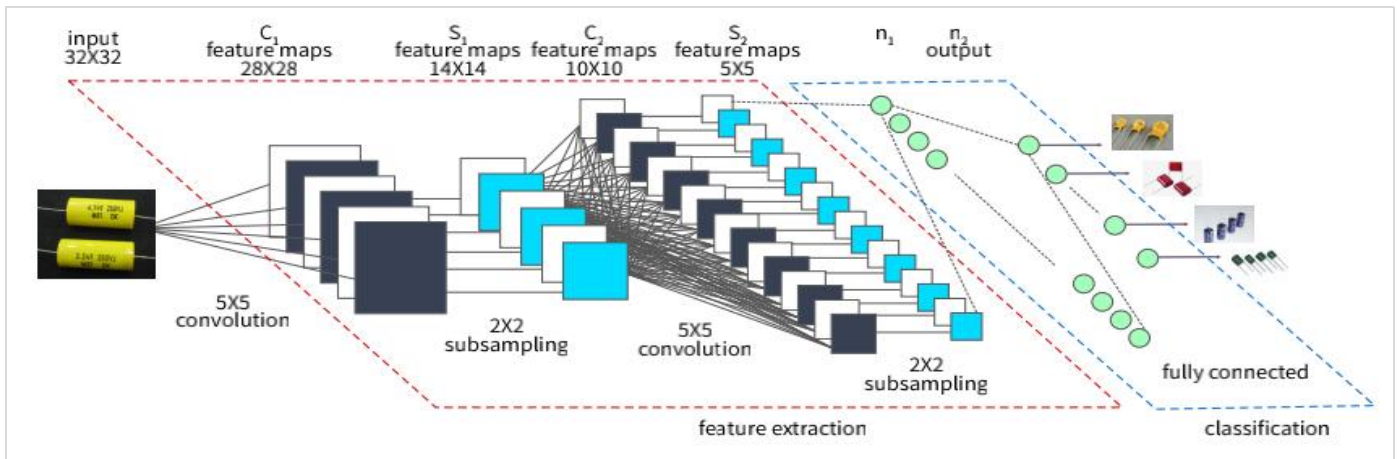 input
32X32
C1
feature maps
28X28
S1
feature maps
14X14
C2
feature maps
10X10
S2
feature maps
5X5
n1
n2
output
5X5
convolution
2X2
subsampling
5X5
convolution
2X2
subsampling
fully connected
feature extraction
classification